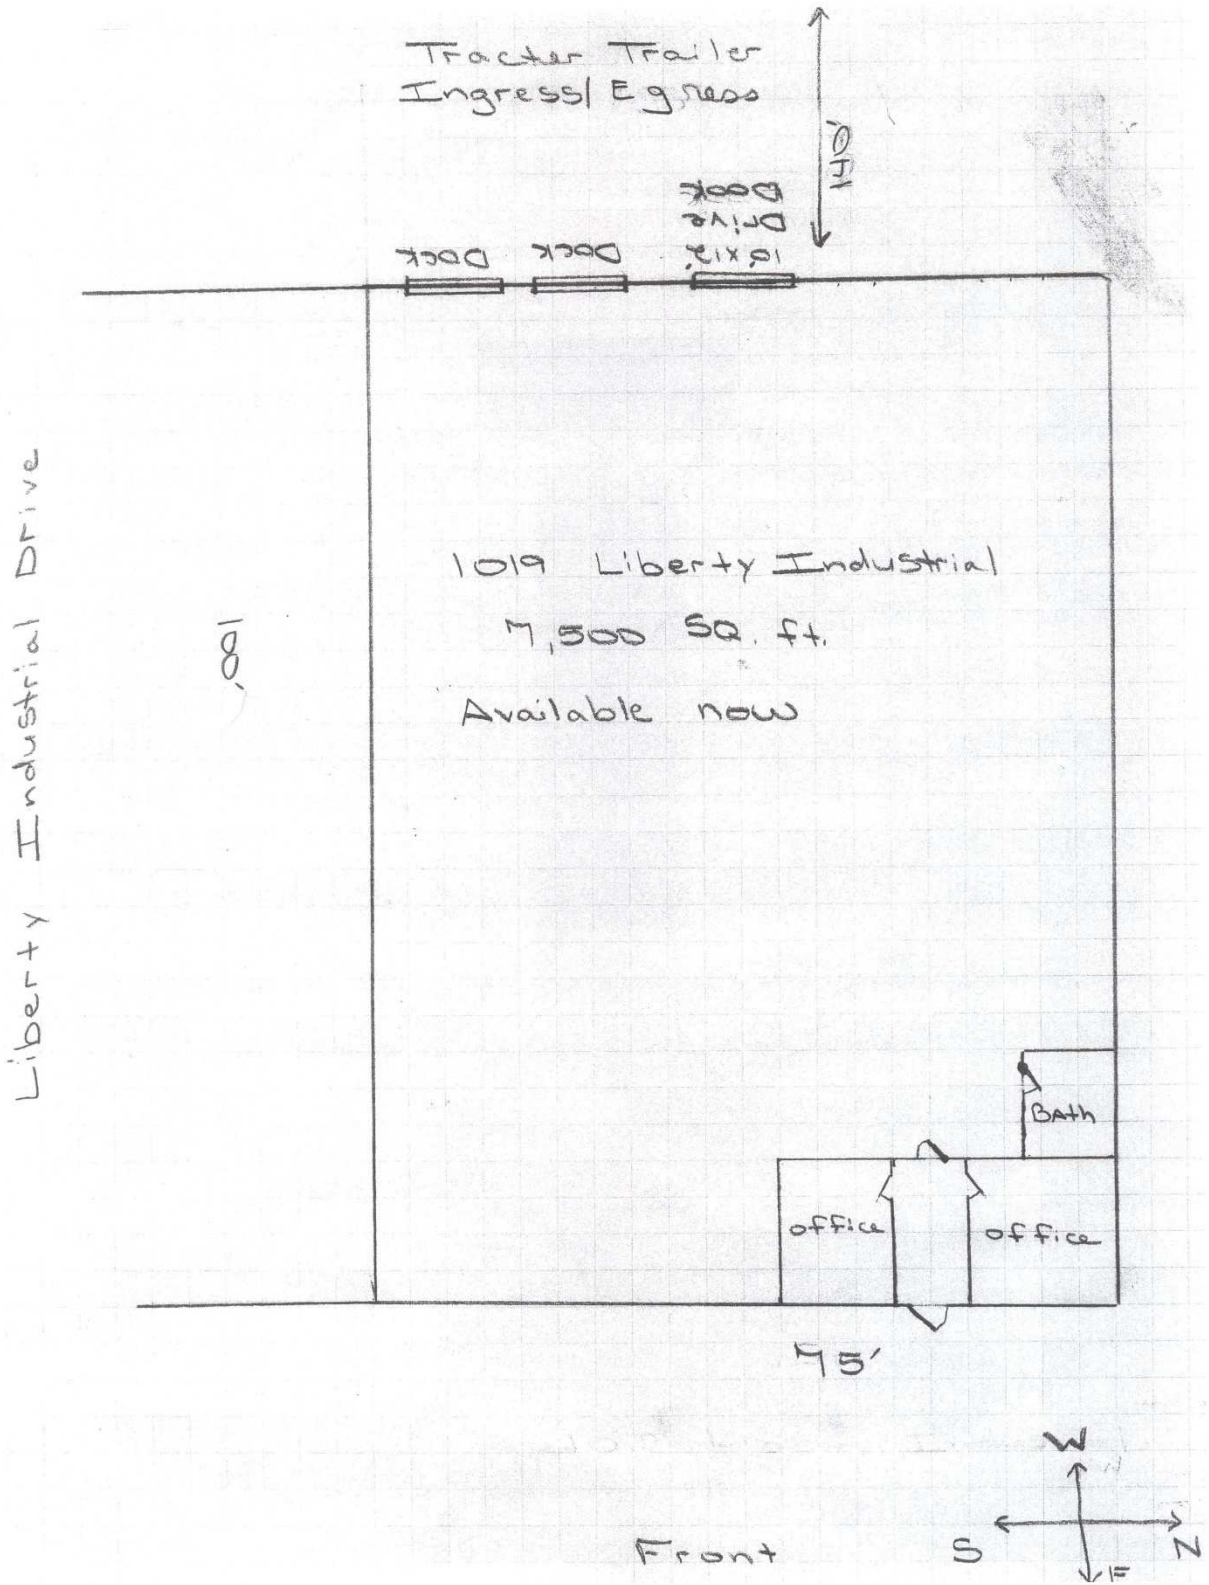 Tracter Trailer
Ingress/Egress
140'
Dock
Dock
10'x12'
Drive
Dock
Liberty Industrial Drive
100'
1019 Liberty Industrial
7,500 SQ. ft.
Available now
BAth
office
office
75'
Front
W
S
N
E